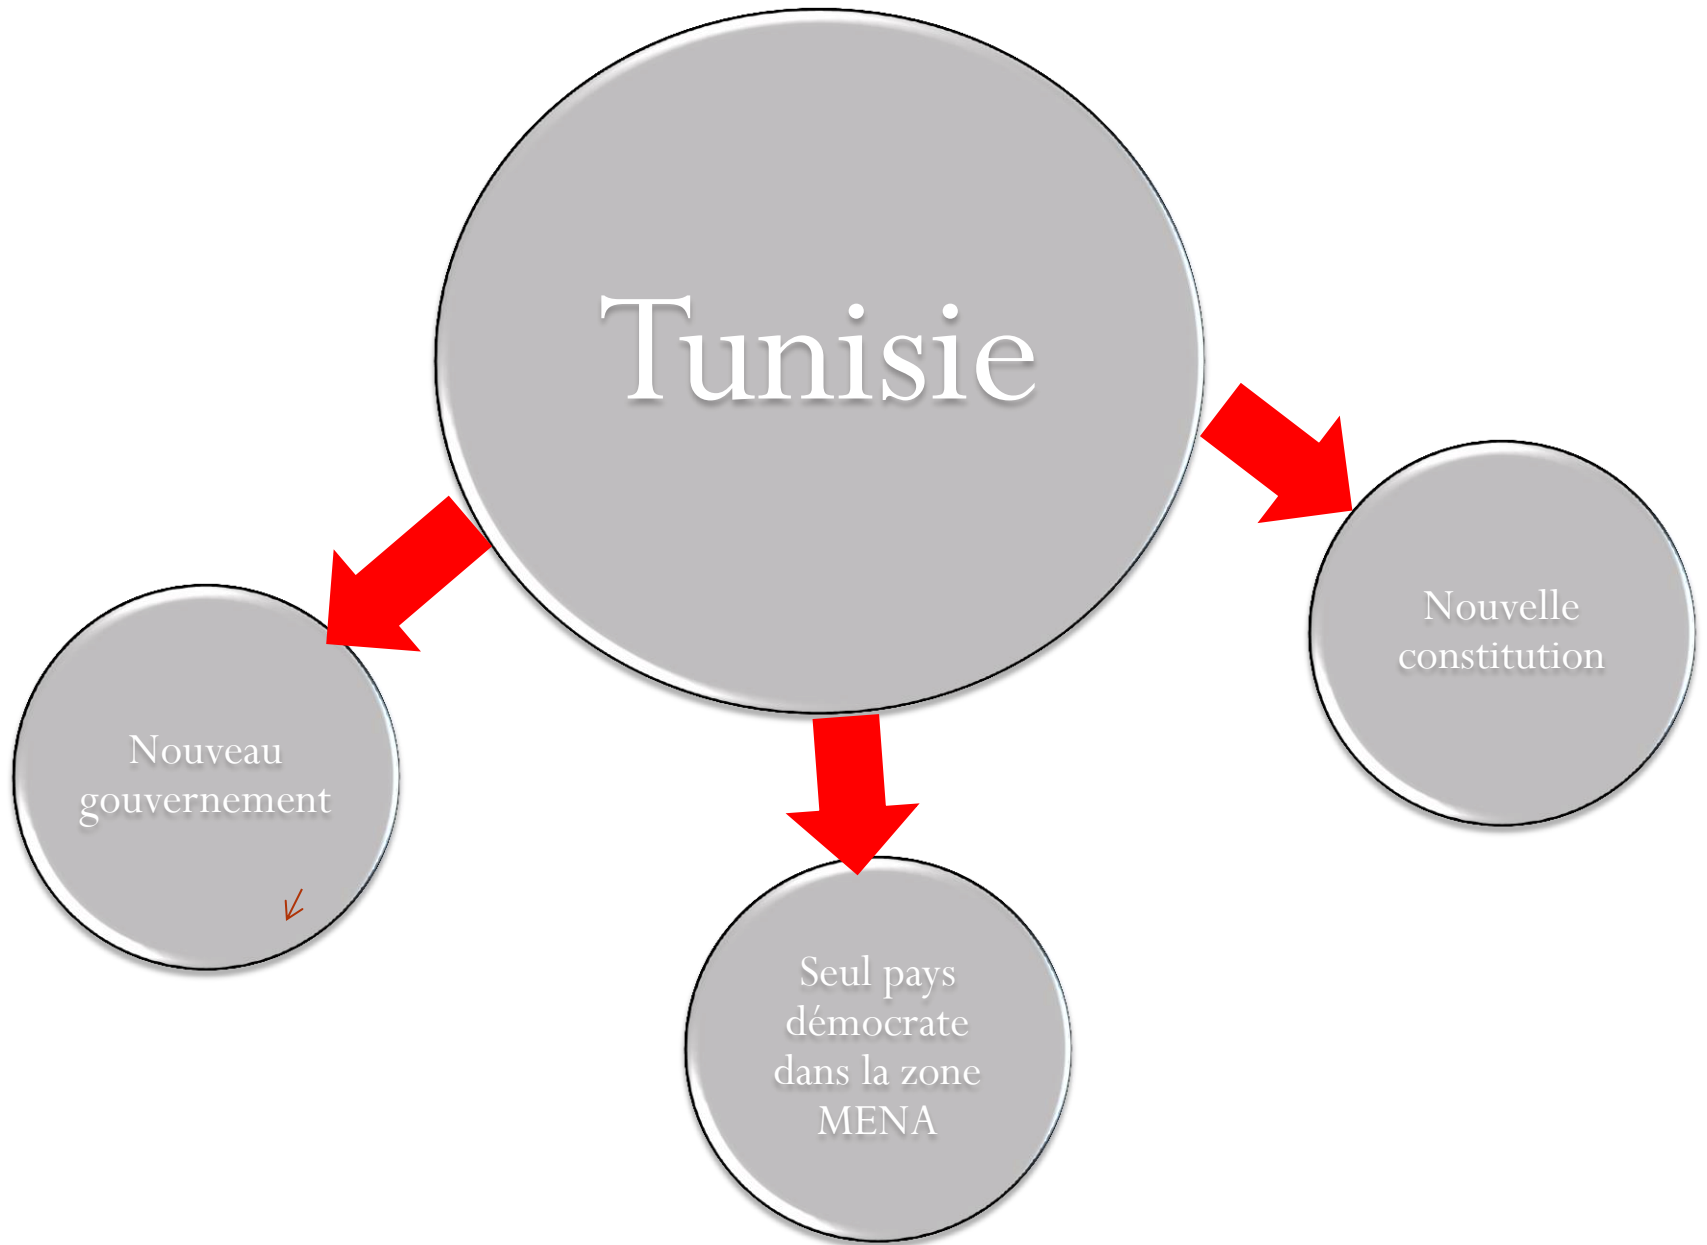 Tunisie
Nouveau
gouvernement
Seul pays
démocrate
dans la zone
MENA
Nouvelle
constitution